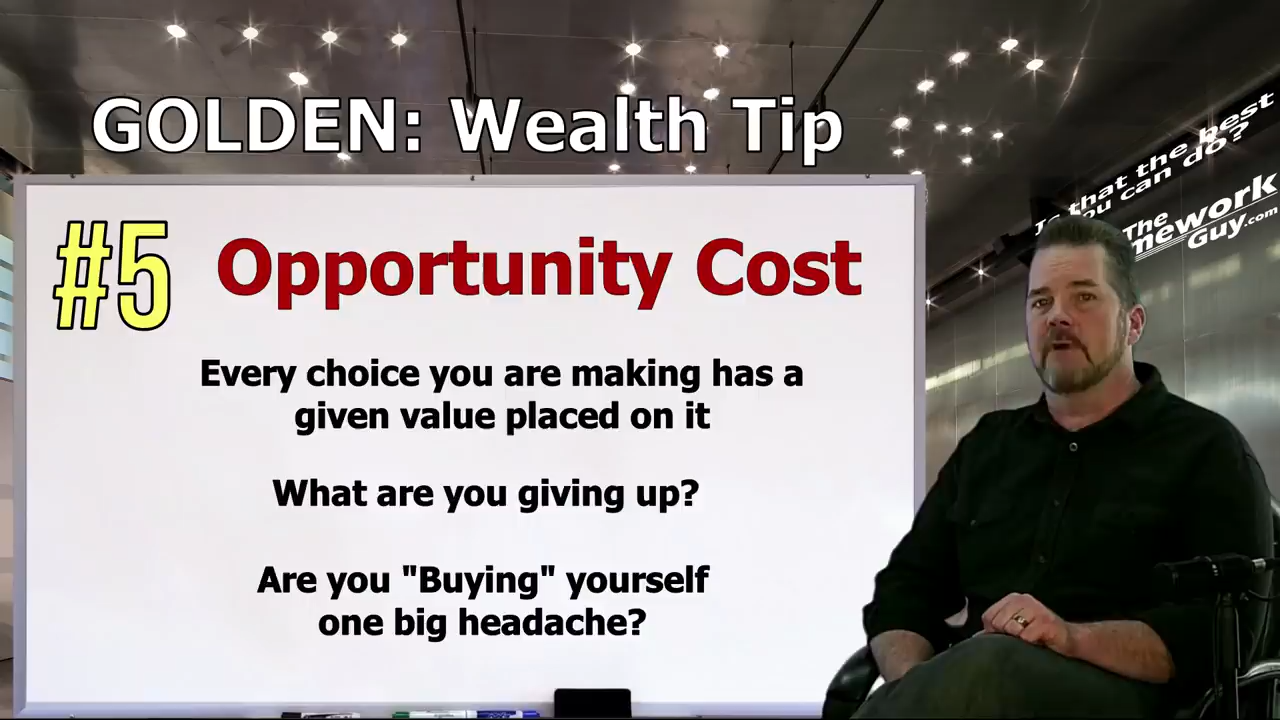 GOLDEN: Wealth Tip
#5
Opportunity Cost
Every choice you are making has a
given value placed on it
What are you giving up?
Are you "Buying" yourself
one big headache?
Is that the best
you can do?
The
mework
Guy.com